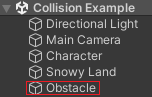 Collision Example
Directional Light
Main Camera
Character
Snowy Land
Obstacle